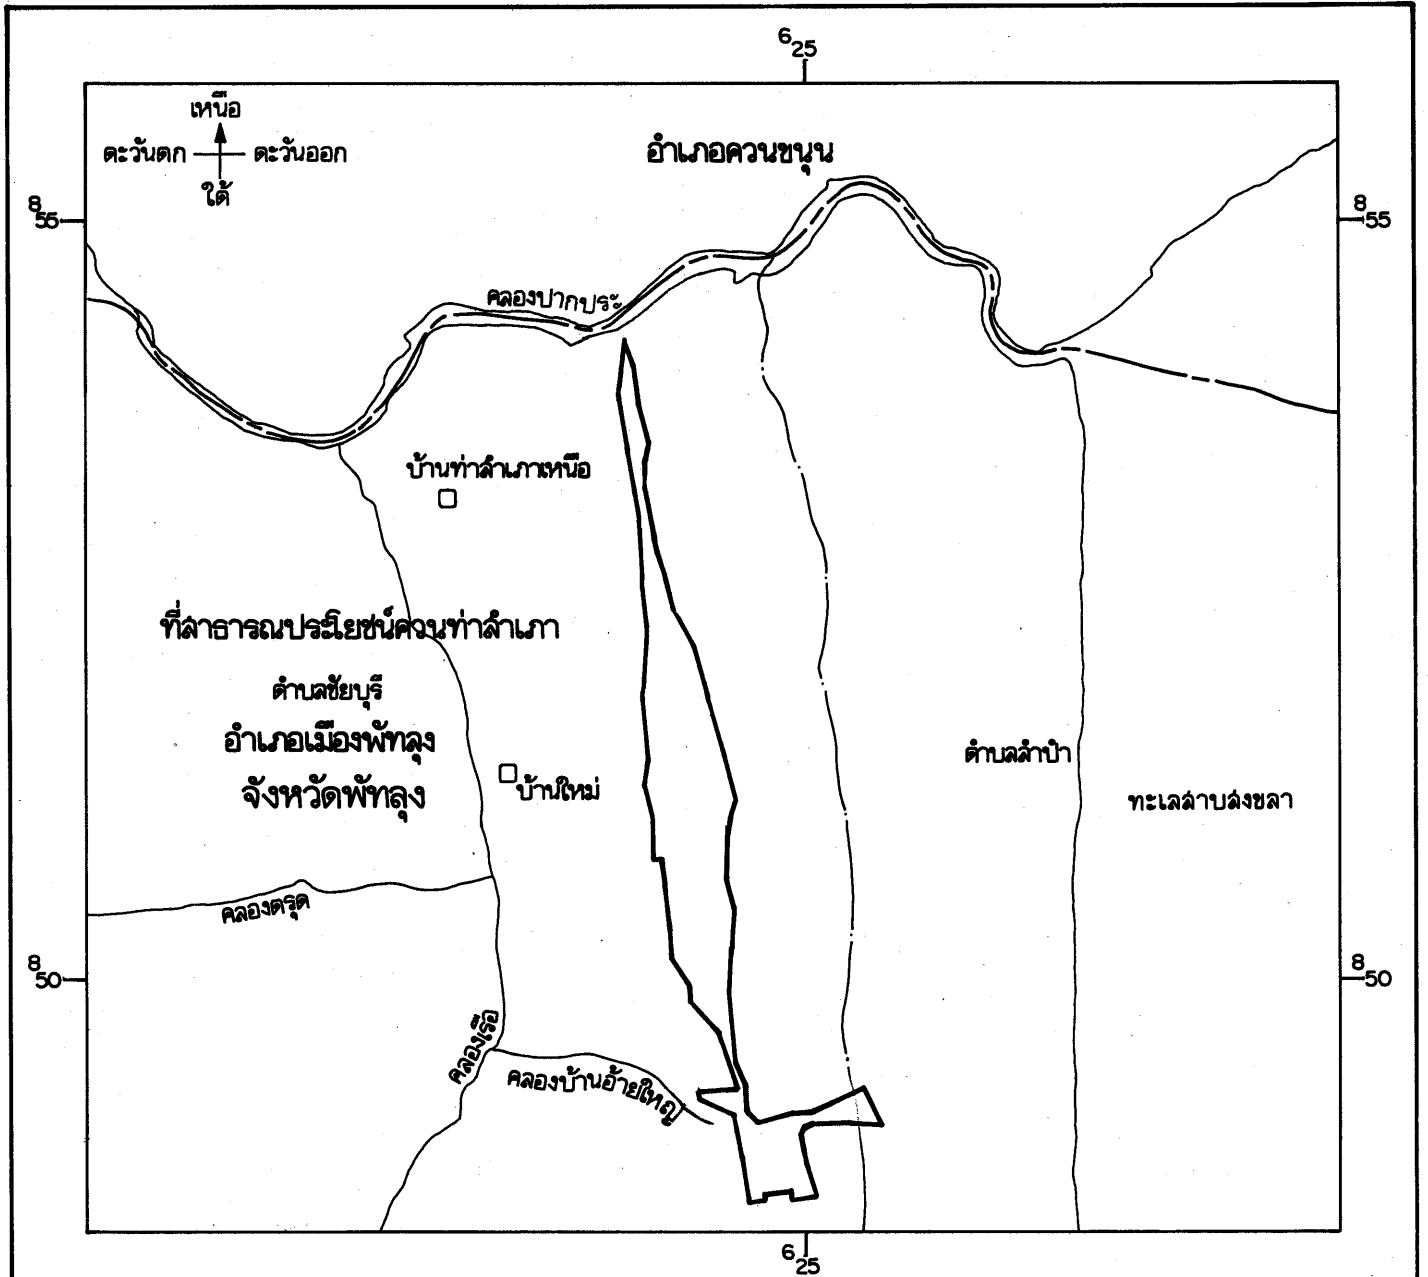 6 25
เหนือ
ตะวันตก ตะวันออก
ใต้
อำเภอควนขนุน
8 55
8 55
คลองปากประ
บ้านท่าลำเภาเหนือ
ที่สาธารณประโยชน์ควนท่าลำเภา
ตำบลชัยบุรี
อำเภอเมืองพัทลุง
จังหวัดพัทลุง
บ้านใหม่
ตำบลลำปำ
ทะเลสาบสงขลา
คลองตรุด
8 50
8 50
คลองเรือ
คลองบ้านอ้ายใหญ่
6 25